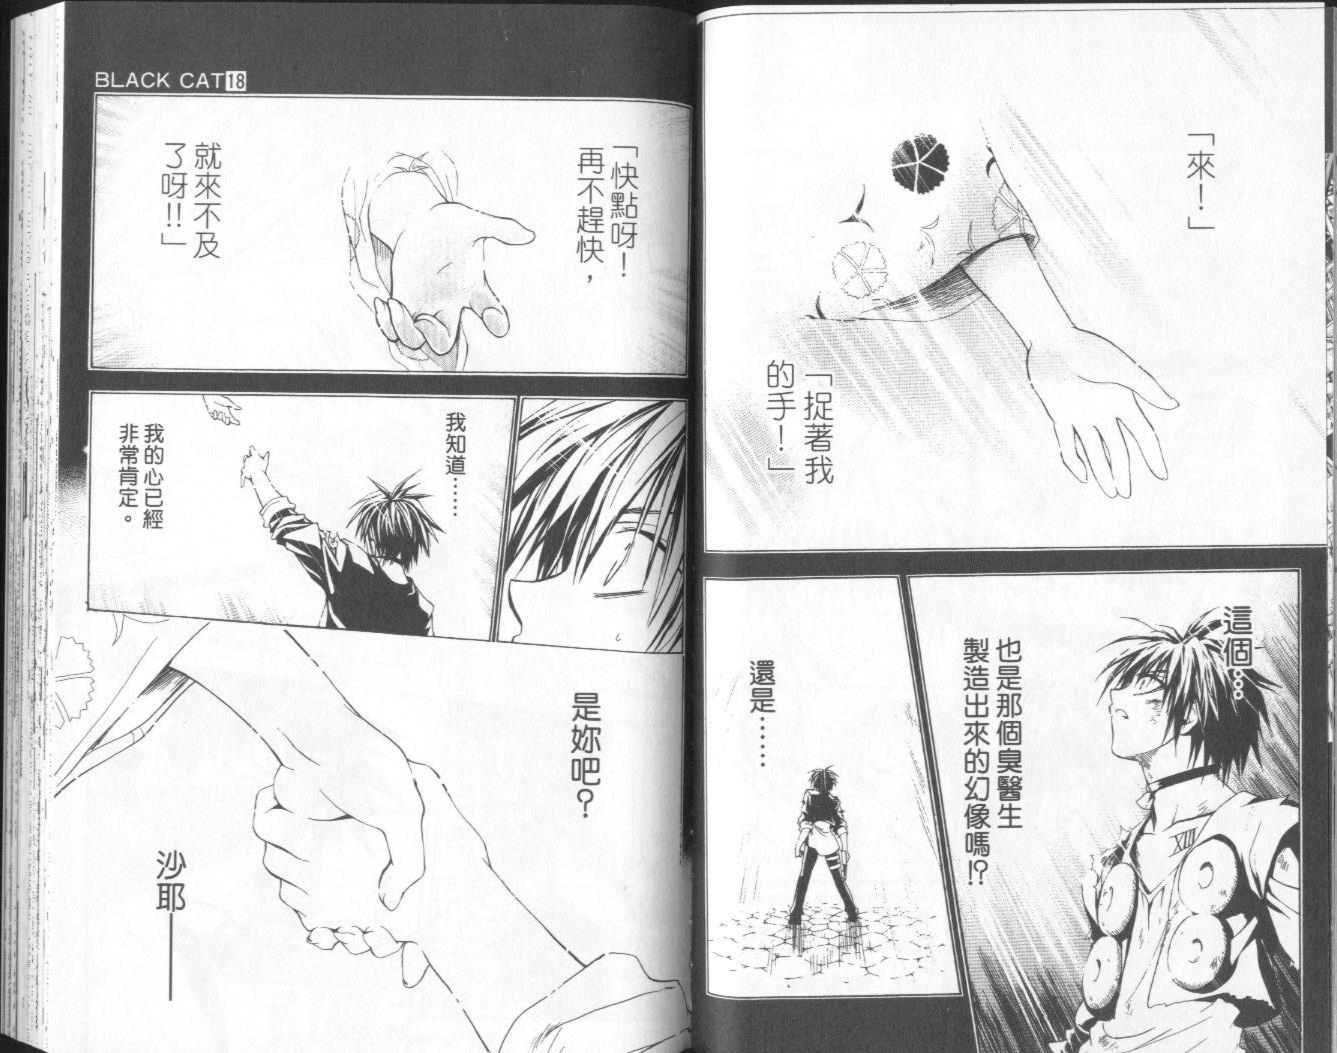 「來！」
「捉著我
的手！」
這個…
也是那個臭醫生
製造出來的幻像嗎!?
XIII
還是……
BLACK CAT 18
「快點呀！
再不趕快，
就來不及
了呀!!」
我知道……
我的心已經
非常肯定。
是妳吧？
沙耶——